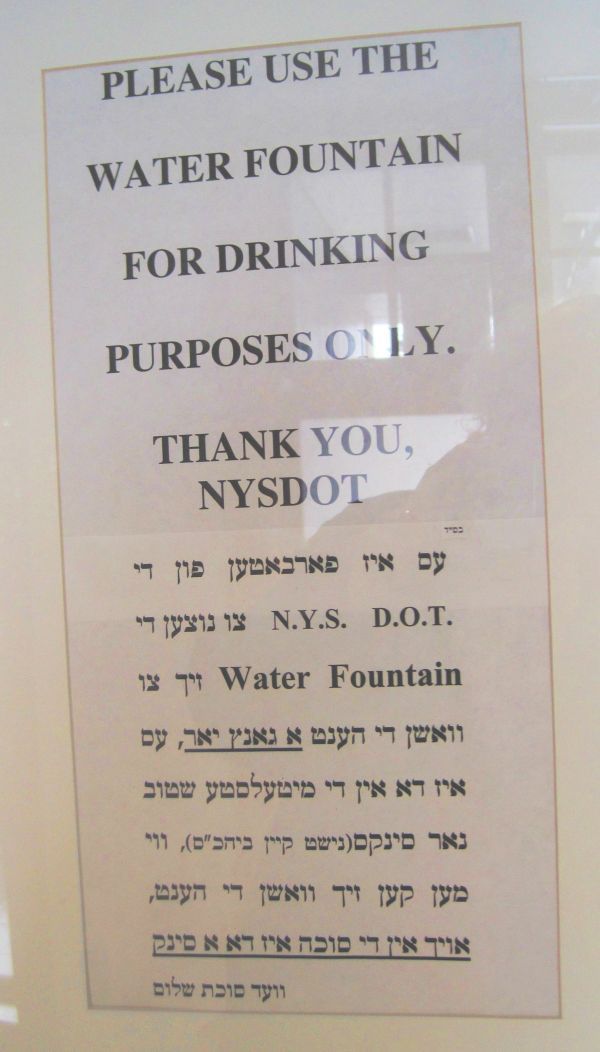 PLEASE USE THE
WATER FOUNTAIN
FOR DRINKING
PURPOSES ONLY.
THANK YOU,
NYSDOT
בס״ד
עס איז פארבאטען פון די
N.Y.S. D.O.T. צו נוצען די
Water Fountain זיך צו
וואשן די הענט א גאנץ יאר, עס
איז דא אין די מיטעלסטע שטוב
נאר סינקס(נישט קיין ביהכ"ס), ווי
מען קען זיך וואשן די הענט,
אויך אין די סוכה איז דא א סינק
וועד סוכת שלום